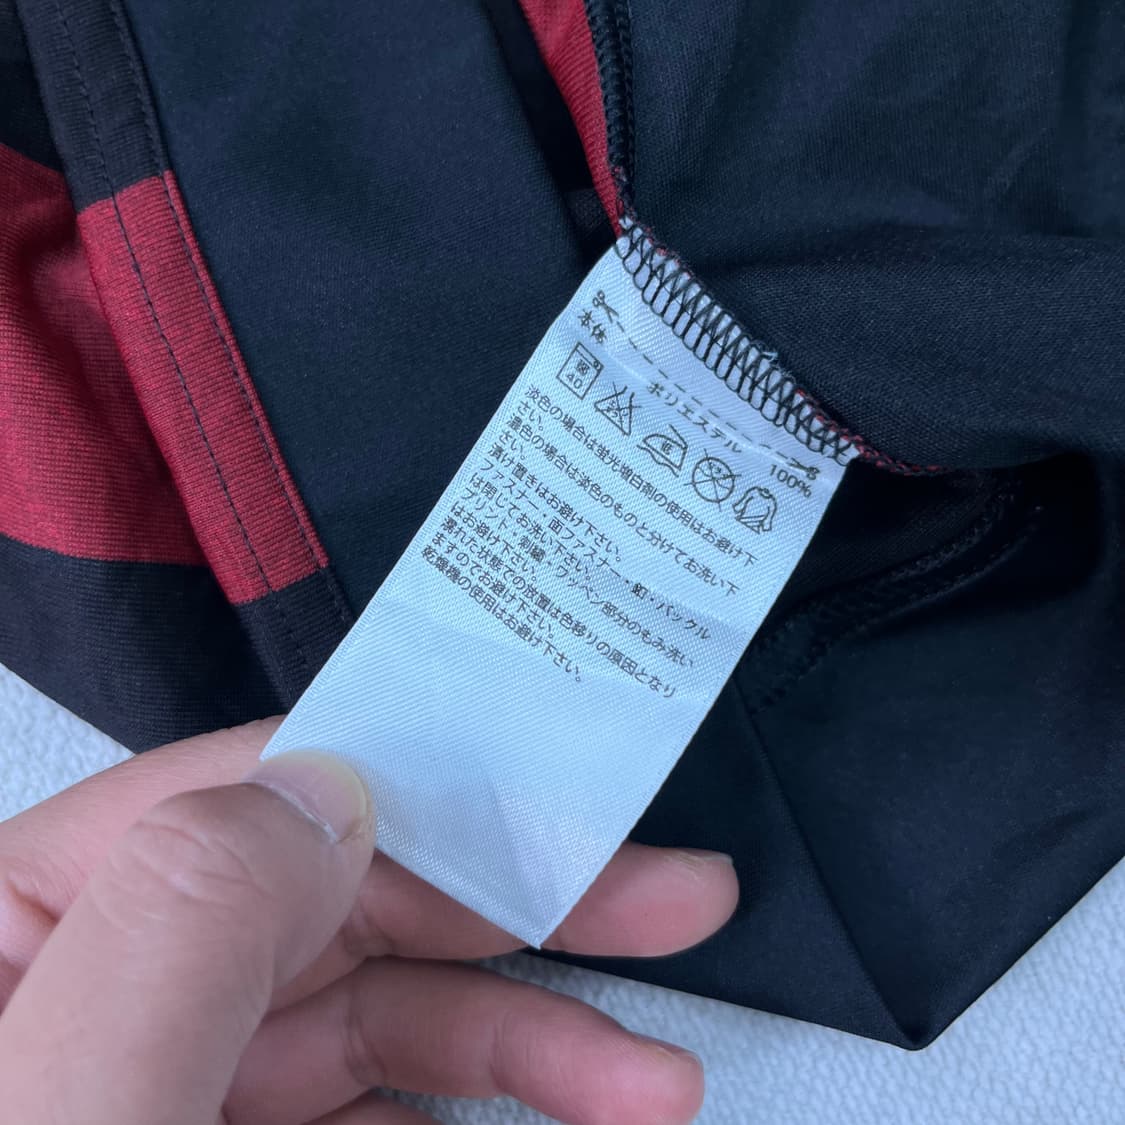 本体
ポリエステル 100%
弱
40
低
淡色の場合は蛍光増白剤の使用はお避け下
さい。
濃色の場合は淡色のものと分けてお洗い下
さい。
漬け置きはお避け下さい。
ファスナー・面ファスナー・釦・バックル
は閉じてお洗い下さい。
プリント・刺繍・ワッペン部分のもみ洗い
はお避け下さい。
濡れた状態での放置は色移りの原因となり
ますのでお避け下さい。
乾燥機の使用はお避け下さい。